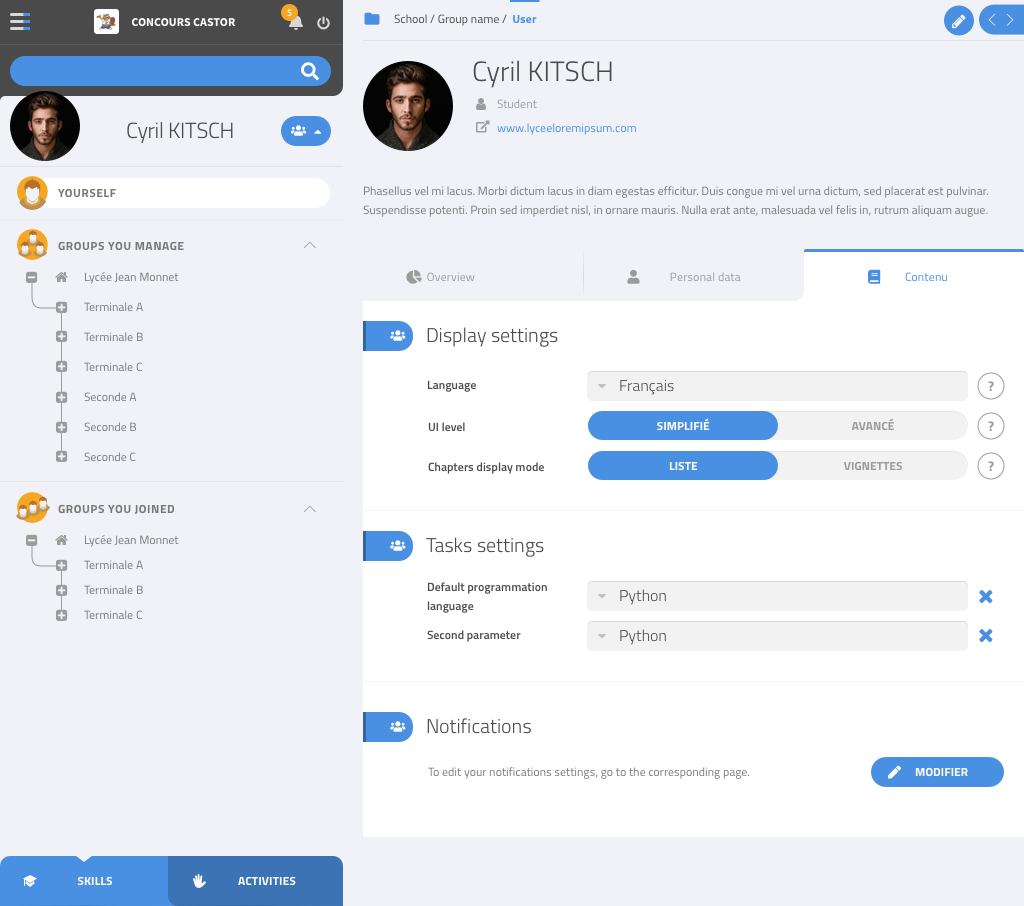 CONCOURS CASTOR
5
Cyril KITSCH
YOURSELF
GROUPS YOU MANAGE
Lycée Jean Monnet
Terminale A
Terminale B
Terminale C
Seconde A
Seconde B
Seconde C
GROUPS YOU JOINED
Lycée Jean Monnet
Terminale A
Terminale B
Terminale C
SKILLS
ACTIVITIES
School / Group name / User
Cyril KITSCH
Student
www.lyceeloremipsum.com
Phasellus vel mi lacus. Morbi dictum lacus in diam egestas efficitur. Duis congue mi vel urna dictum, sed placerat est pulvinar.
Suspendisse potenti. Proin sed imperdiet nisl, in ornare mauris. Nulla erat ante, malesuada vel felis in, rutrum aliquam augue.
Overview
Personal data
Contenu
Display settings
Language
Français
?
UI level
SIMPLIFIÉ
AVANCÉ
?
Chapters display mode
LISTE
VIGNETTES
?
Tasks settings
Default programmation
language
Python
Second parameter
Python
Notifications
To edit your notifications settings, go to the corresponding page.
MODIFIER